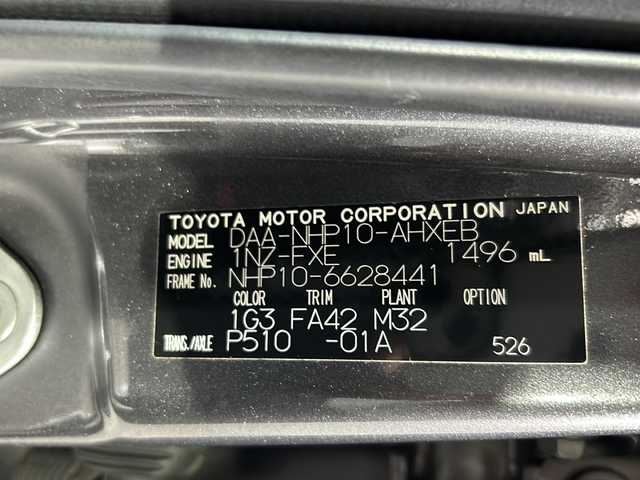 TOYOTA MOTOR CORPORATION JAPAN
MODEL DAA-NHP10-AHXEB
ENGINE 1NZ-FXE 1496 mL
FRAME No. NHP10-6628441
COLOR TRIM PLANT OPTION
1G3 FA42 M32
TRANS./AXLE P510 -01A 526